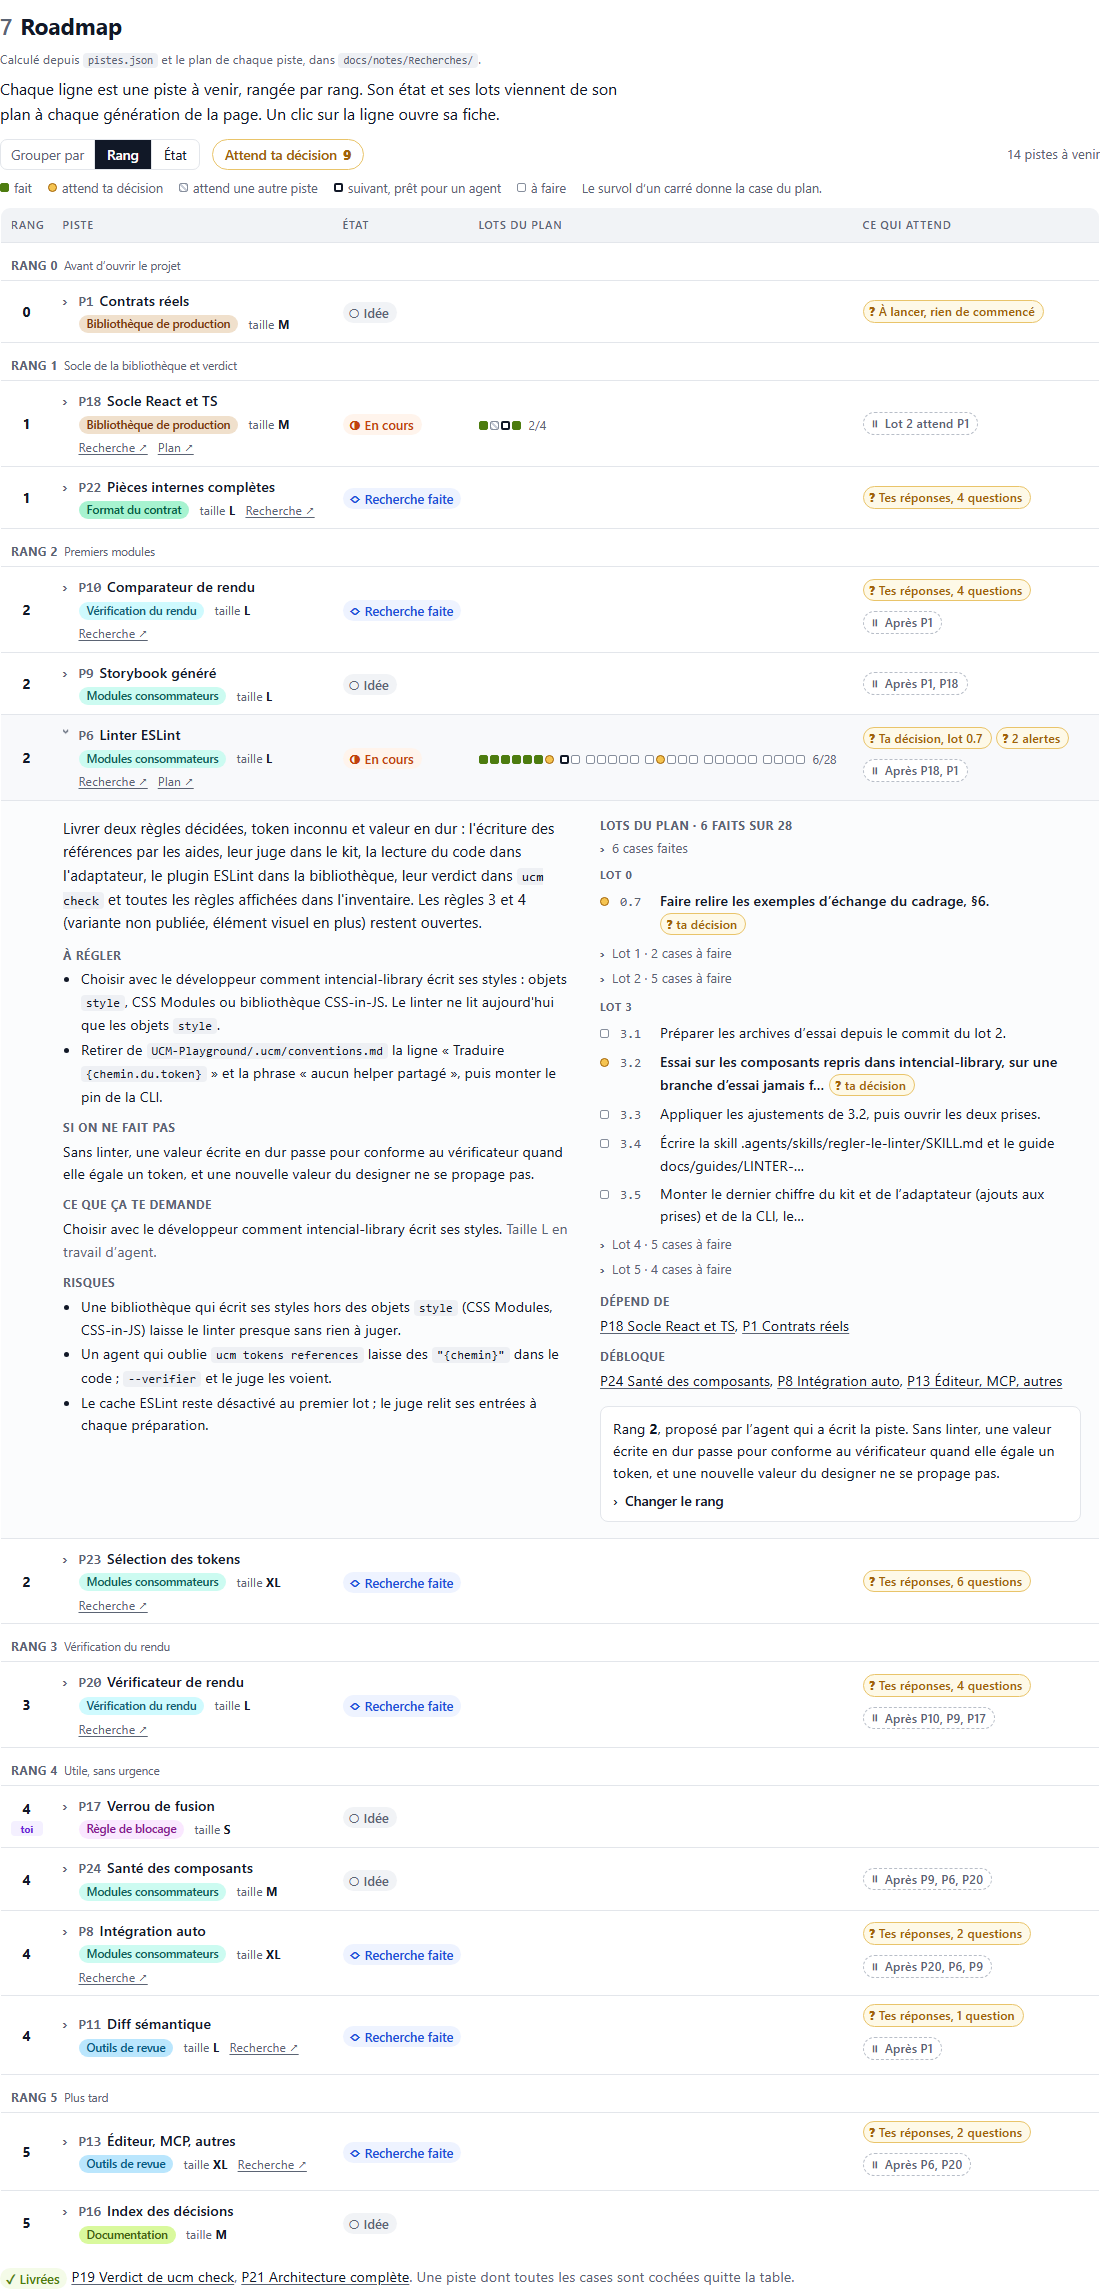 7 Roadmap
Calculé depuis pistes.json et le plan de chaque piste, dans docs/notes/Recherches/.
Chaque ligne est une piste à venir, rangée par rang. Son état et ses lots viennent de son
plan à chaque génération de la page. Un clic sur la ligne ouvre sa fiche.
Grouper par Rang État Attend ta décision 9 14 pistes à venir
fait attend ta décision attend une autre piste suivant, prêt pour un agent à faire Le survol d’un carré donne la case du plan.
RANG PISTE ÉTAT LOTS DU PLAN CE QUI ATTEND
RANG 0 Avant d’ouvrir le projet
0 › P1 Contrats réels
Bibliothèque de production taille M
○ Idée
? À lancer, rien de commencé
RANG 1 Socle de la bibliothèque et verdict
1 › P18 Socle React et TS
Bibliothèque de production taille M
Recherche ↗ Plan ↗
En cours
2/4
Lot 2 attend P1
1 › P22 Pièces internes complètes
Format du contrat taille L Recherche ↗
Recherche faite
? Tes réponses, 4 questions
RANG 2 Premiers modules
2 › P10 Comparateur de rendu
Vérification du rendu taille L
Recherche ↗
Recherche faite
? Tes réponses, 4 questions
Après P1
2 › P9 Storybook généré
Modules consommateurs taille L
○ Idée
Après P1, P18
2 P6 Linter ESLint
Modules consommateurs taille L
Recherche ↗ Plan ↗
En cours
6/28
? Ta décision, lot 0.7 ? 2 alertes
Après P18, P1
Livrer deux règles décidées, token inconnu et valeur en dur : l'écriture des
références par les aides, leur juge dans le kit, la lecture du code dans
l'adaptateur, le plugin ESLint dans la bibliothèque, leur verdict dans ucm
check et toutes les règles affichées dans l'inventaire. Les règles 3 et 4
(variante non publiée, élément visuel en plus) restent ouvertes.
À RÉGLER
• Choisir avec le développeur comment intencial-library écrit ses styles : objets
style, CSS Modules ou bibliothèque CSS-in-JS. Le linter ne lit aujourd'hui
que les objets style.
• Retirer de UCM-Playground/.ucm/conventions.md la ligne « Traduire
{chemin.du.token} » et la phrase « aucun helper partagé », puis monter le
pin de la CLI.
SI ON NE FAIT PAS
Sans linter, une valeur écrite en dur passe pour conforme au vérificateur quand
elle égale un token, et une nouvelle valeur du designer ne se propage pas.
CE QUE ÇA TE DEMANDE
Choisir avec le développeur comment intencial-library écrit ses styles. Taille L en
travail d’agent.
RISQUES
• Une bibliothèque qui écrit ses styles hors des objets style (CSS Modules,
CSS-in-JS) laisse le linter presque sans rien à juger.
• Un agent qui oublie ucm tokens references laisse des "{chemin}" dans le
code ; --verifier et le juge les voient.
• Le cache ESLint reste désactivé au premier lot ; le juge relit ses entrées à
chaque préparation.
LOTS DU PLAN · 6 FAITS SUR 28
› 6 cases faites
LOT 0
0.7 Faire relire les exemples d’échange du cadrage, §6.
? ta décision
› Lot 1 · 2 cases à faire
› Lot 2 · 5 cases à faire
LOT 3
3.1 Préparer les archives d’essai depuis le commit du lot 2.
3.2 Essai sur les composants repris dans intencial-library, sur une
branche d’essai jamais f… ? ta décision
3.3 Appliquer les ajustements de 3.2, puis ouvrir les deux prises.
3.4 Écrire la skill .agents/skills/regler-le-linter/SKILL.md et le guide
docs/guides/LINTER-…
3.5 Monter le dernier chiffre du kit et de l’adaptateur (ajouts aux
prises) et de la CLI, le…
› Lot 4 · 5 cases à faire
› Lot 5 · 4 cases à faire
DÉPEND DE
P18 Socle React et TS, P1 Contrats réels
DÉBLOQUE
P24 Santé des composants, P8 Intégration auto, P13 Éditeur, MCP, autres
Rang 2, proposé par l’agent qui a écrit la piste. Sans linter, une valeur
écrite en dur passe pour conforme au vérificateur quand elle égale un
token, et une nouvelle valeur du designer ne se propage pas.
› Changer le rang
2 › P23 Sélection des tokens
Modules consommateurs taille XL
Recherche ↗
Recherche faite
? Tes réponses, 6 questions
RANG 3 Vérification du rendu
3 › P20 Vérificateur de rendu
Vérification du rendu taille L
Recherche ↗
Recherche faite
? Tes réponses, 4 questions
Après P10, P9, P17
RANG 4 Utile, sans urgence
4 › P17 Verrou de fusion
toi Règle de blocage taille S
○ Idée
4 › P24 Santé des composants
Modules consommateurs taille M
○ Idée
Après P9, P6, P20
4 › P8 Intégration auto
Modules consommateurs taille XL
Recherche ↗
Recherche faite
? Tes réponses, 2 questions
Après P20, P6, P9
4 › P11 Diff sémantique
Outils de revue taille L Recherche ↗
Recherche faite
? Tes réponses, 1 question
Après P1
RANG 5 Plus tard
5 › P13 Éditeur, MCP, autres
Outils de revue taille XL Recherche ↗
Recherche faite
? Tes réponses, 2 questions
Après P6, P20
5 › P16 Index des décisions
Documentation taille M
○ Idée
✓ Livrées P19 Verdict de ucm check, P21 Architecture complète. Une piste dont toutes les cases sont cochées quitte la table.